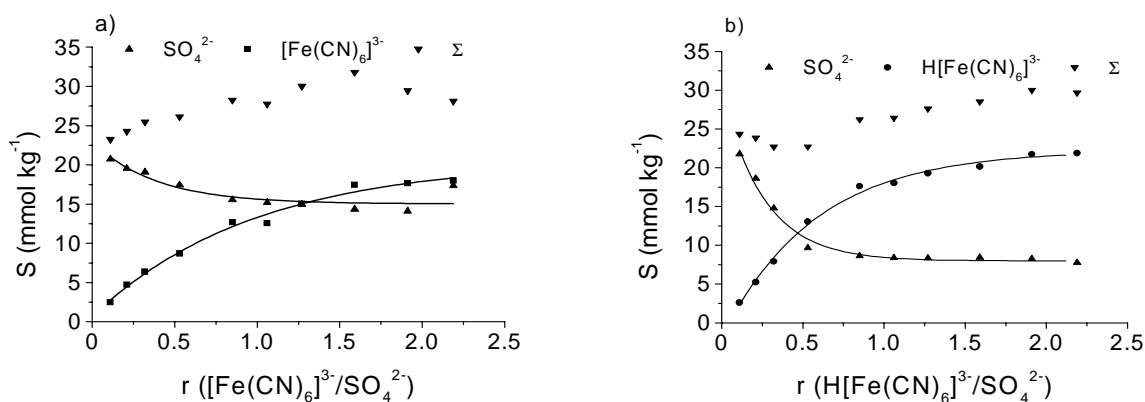 a)
▲ SO₄²⁻ ■ [Fe(CN)₆]³⁻ ▼ Σ
35
30
25
20
15
10
5
0
S (mmol kg⁻¹)
0 0.5 1.0 1.5 2.0 2.5
r ([Fe(CN)₆]³⁻/SO₄²⁻)
b)
▲ SO₄²⁻ ● H[Fe(CN)₆]³⁻ ▼ Σ
35
30
25
20
15
10
5
0
S (mmol kg⁻¹)
0 0.5 1.0 1.5 2.0 2.5
r (H[Fe(CN)₆]³⁻/SO₄²⁻)